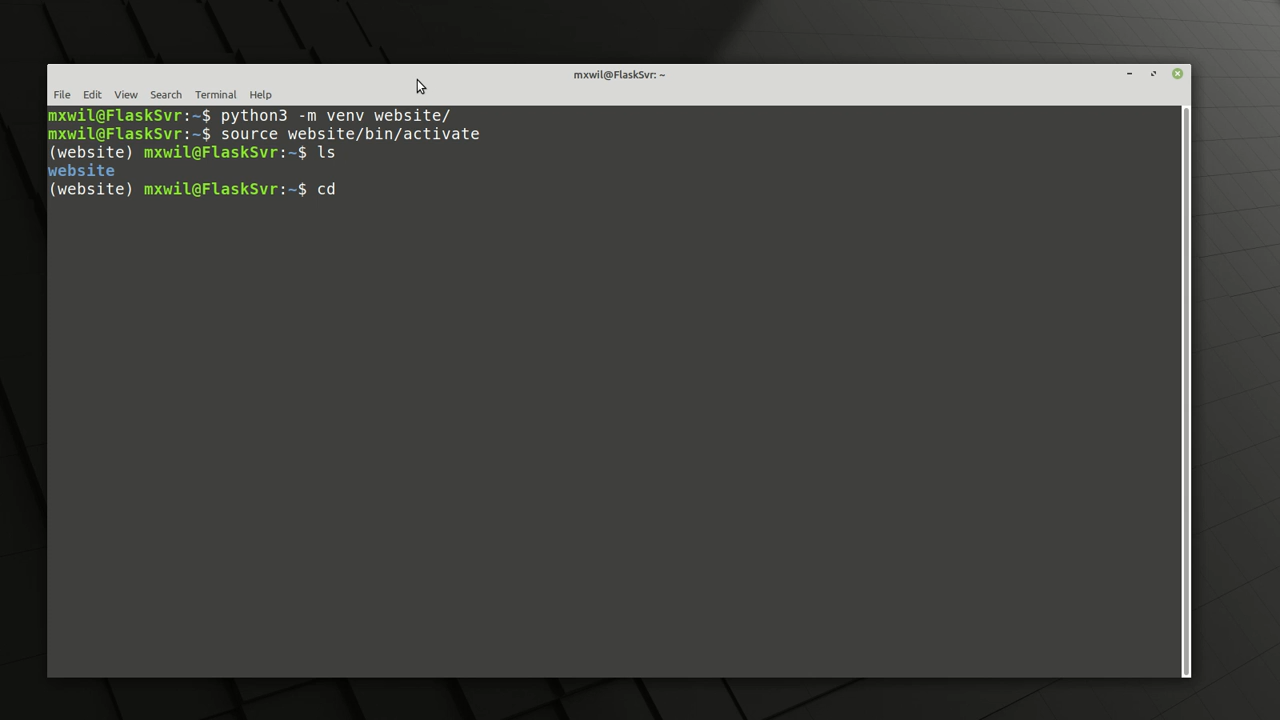 mxwil@FlaskSvr: ~
File Edit View Search Terminal Help
mxwil@FlaskSvr:~$ python3 -m venv website/
mxwil@FlaskSvr:~$ source website/bin/activate
(website) mxwil@FlaskSvr:~$ ls
website
(website) mxwil@FlaskSvr:~$ cd